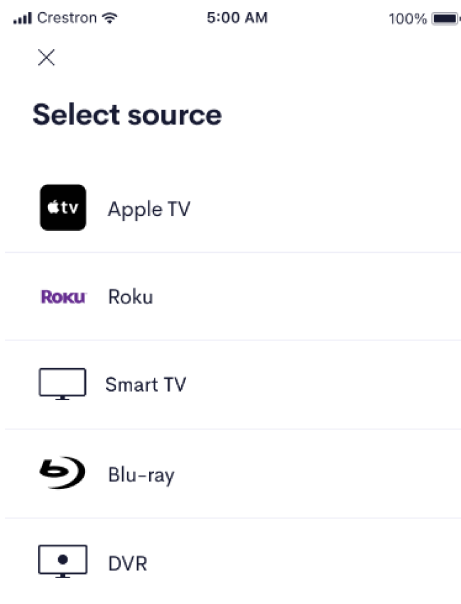 Crestron 5:00 AM 100%
Select source
tv Apple TV
Roku Roku
Smart TV
Blu-ray
DVR